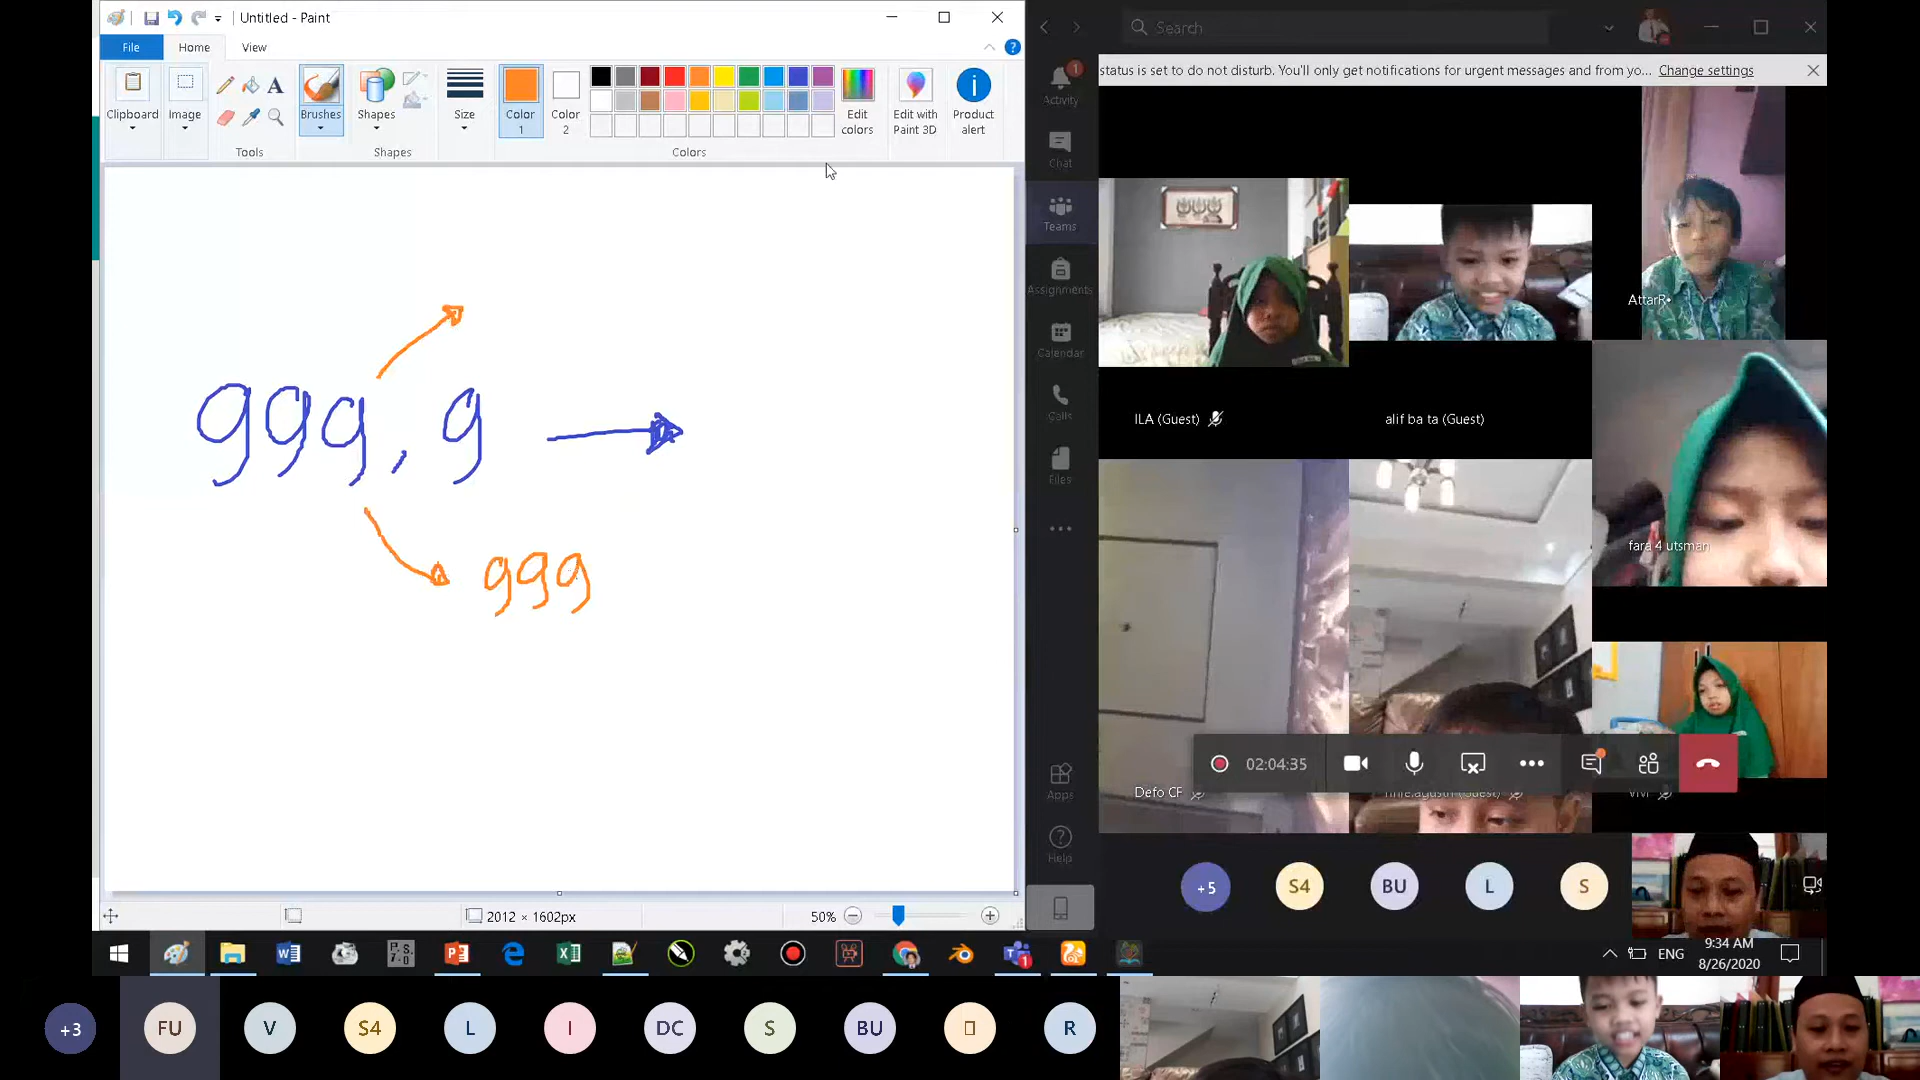 Untitled - Paint
File
Home
View
Clipboard
Image
Tools
Brushes
Shapes
Shapes
Size
Color 1
Color 2
Colors
Edit colors
Edit with Paint 3D
Product alert
999,9
999
2012 × 1602px
50%
Search
status is set to do not disturb. You'll only get notifications for urgent messages and from yo... Change settings
1
Activity
Chat
Teams
Assignments
Calendar
Calls
Files
Apps
Help
AttarR
ILA (Guest)
alif ba ta (Guest)
fara 4 utsman
Defo CF
02:04:35
+5
S4
BU
L
S
ENG
9:34 AM
8/26/2020
+3
FU
V
S4
L
I
DC
S
BU
R